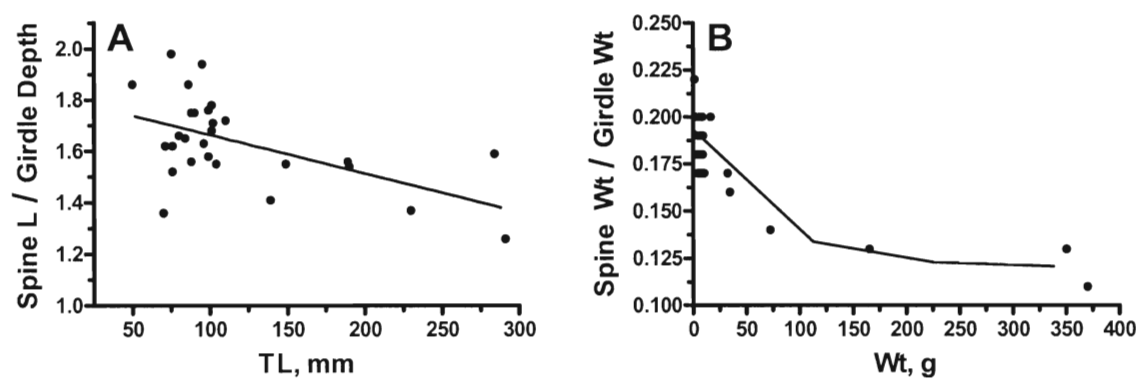 A
Spine L / Girdle Depth
2.0
1.8
1.6
1.4
1.2
1.0
50 100 150 200 250 300
TL, mm
B
Spine Wt / Girdle Wt
0.250
0.225
0.200
0.175
0.150
0.125
0.100
0 50 100 150 200 250 300 350 400
Wt, g